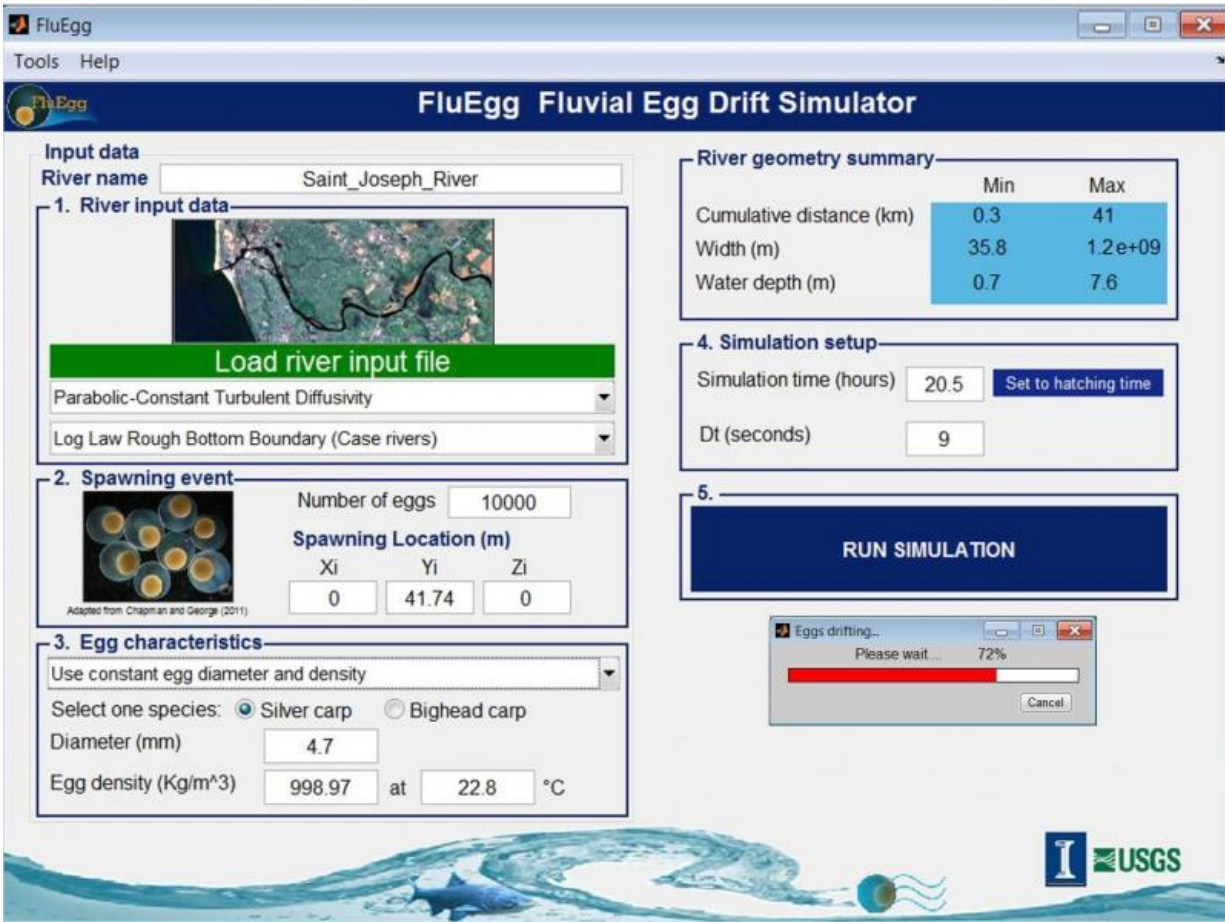 FluEgg
Tools Help
FluEgg
FluEgg Fluvial Egg Drift Simulator
Input data
River name Saint_Joseph_River
1. River input data
Load river input file
Parabolic-Constant Turbulent Diffusivity
Log Law Rough Bottom Boundary (Case rivers)
2. Spawning event
Number of eggs 10000
Spawning Location (m)
Xi Yi Zi
0 41.74 0
Adapted from Chapman and George (2011)
3. Egg characteristics
Use constant egg diameter and density
Select one species: Silver carp Bighead carp
Diameter (mm) 4.7
Egg density (Kg/m^3) 998.97 at 22.8 °C
River geometry summary
Min Max
Cumulative distance (km) 0.3 41
Width (m) 35.8 1.2e+09
Water depth (m) 0.7 7.6
4. Simulation setup
Simulation time (hours) 20.5 Set to hatching time
Dt (seconds) 9
5.
RUN SIMULATION
Eggs drifting...
Please wait... 72%
Cancel
I USGS